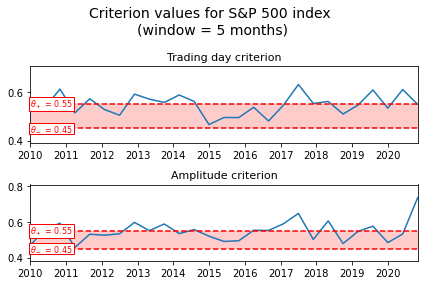 Criterion values for S&P 500 index
(window = 5 months)
Trading day criterion
0.6
0.4
θ₊ = 0.55
θ₋ = 0.45
2010 2011 2012 2013 2014 2015 2016 2017 2018 2019 2020
Amplitude criterion
0.8
0.6
0.4
θ₊ = 0.55
θ₋ = 0.45
2010 2011 2012 2013 2014 2015 2016 2017 2018 2019 2020